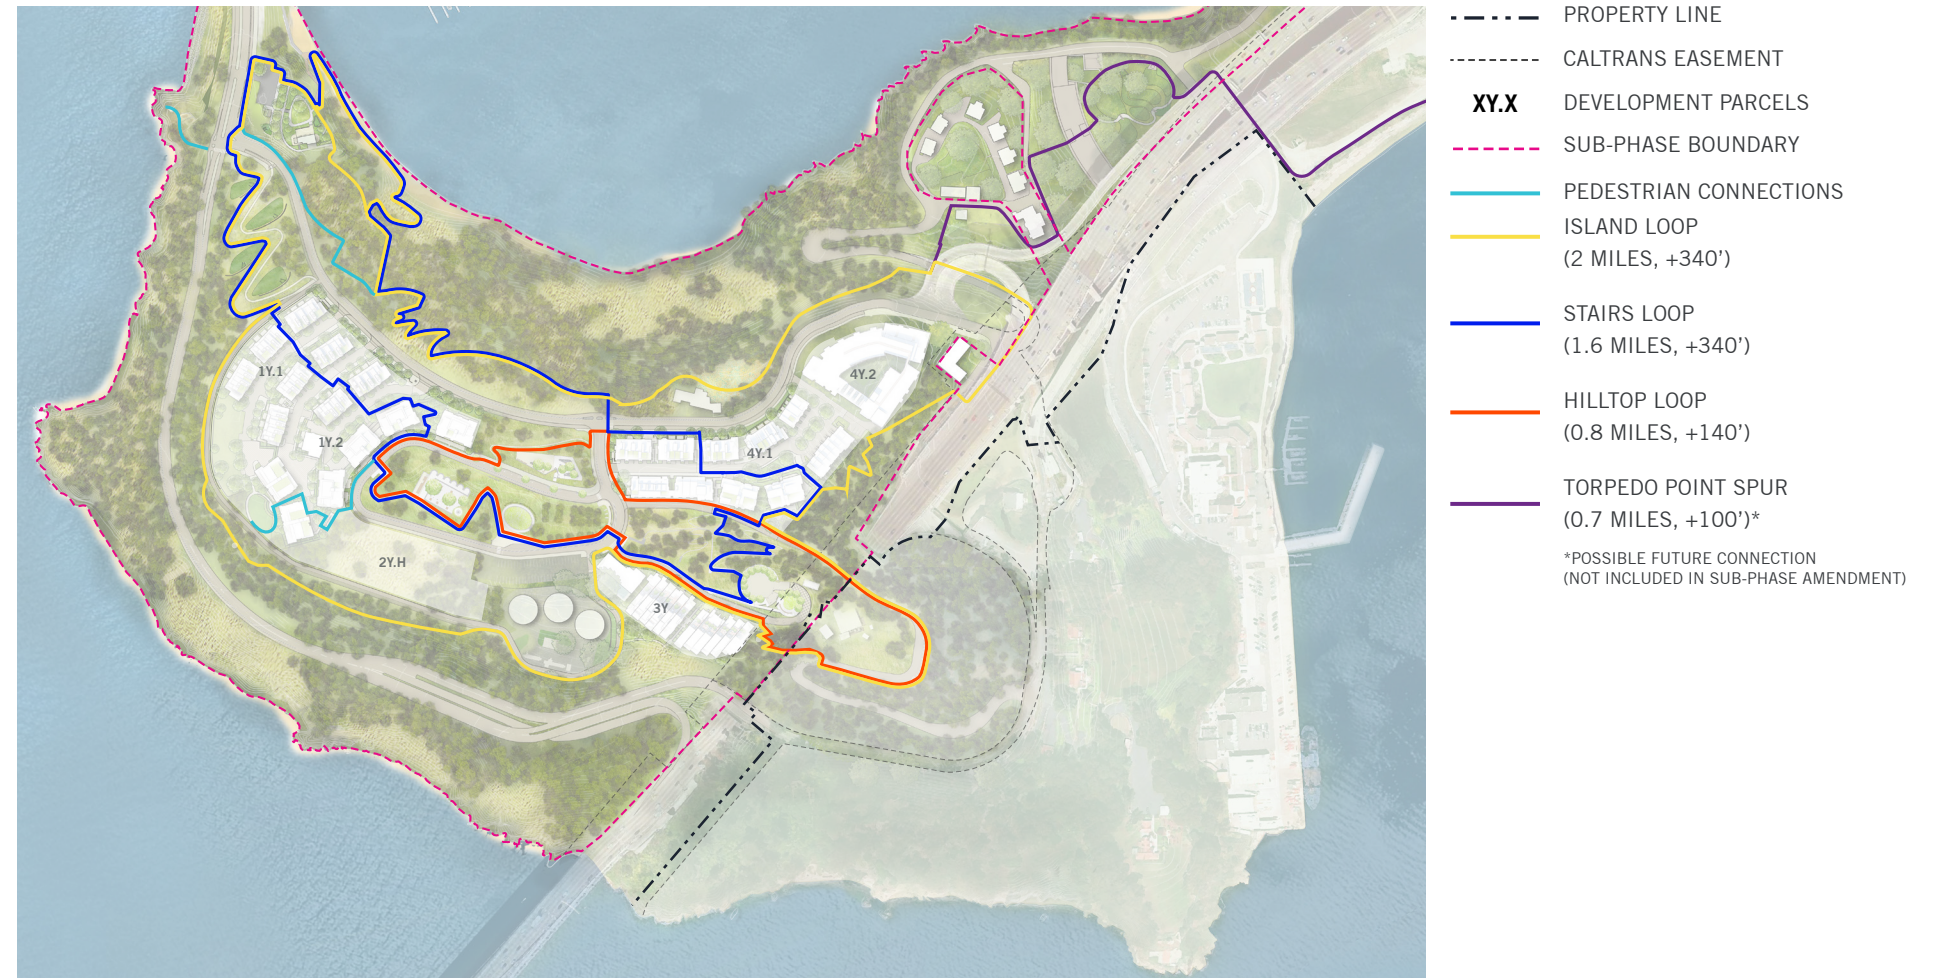 PROPERTY LINE
CALTRANS EASEMENT
XY.X
DEVELOPMENT PARCELS
SUB-PHASE BOUNDARY
PEDESTRIAN CONNECTIONS
ISLAND LOOP
(2 MILES, +340')
STAIRS LOOP
(1.6 MILES, +340')
HILLTOP LOOP
(0.8 MILES, +140')
TORPEDO POINT SPUR
(0.7 MILES, +100')*
*POSSIBLE FUTURE CONNECTION
(NOT INCLUDED IN SUB-PHASE AMENDMENT)
1Y.1
4Y.2
1Y.2
4Y.1
2Y.H
3Y